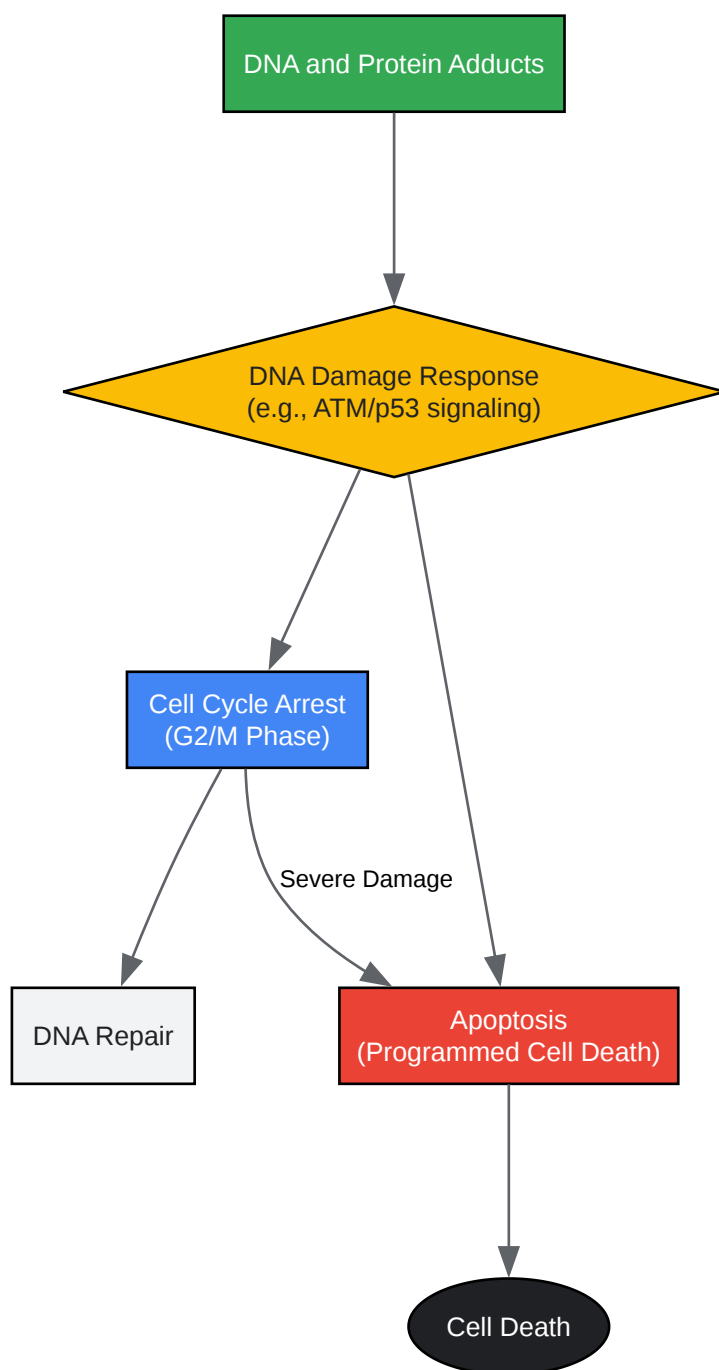 DNA and Protein Adducts
DNA Damage Response
(e.g., ATM/p53 signaling)
Cell Cycle Arrest
(G2/M Phase)
Severe Damage
DNA Repair
Apoptosis
(Programmed Cell Death)
Cell Death